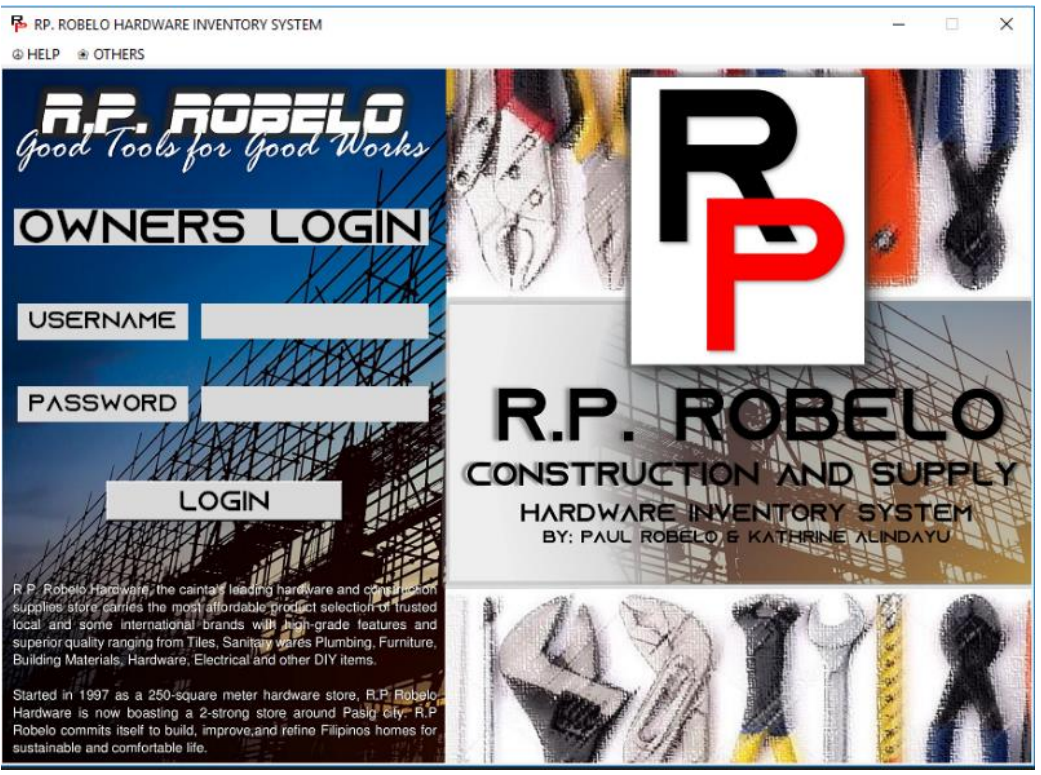 RP. ROBELO HARDWARE INVENTORY SYSTEM
HELP OTHERS
R.P. ROBELO
Good Tools for Good Works
OWNERS LOGIN
USERNAME
PASSWORD
LOGIN
R.P. Robelo Hardware, the cainta's leading hardware and construction
supplies store carries the most affordable product selection of trusted
local and some international brands with high-grade features and
superior quality ranging from Tiles, Sanitary wares Plumbing, Furniture,
Building Materials, Hardware, Electrical and other DIY items.
Started in 1997 as a 250-square meter hardware store, R.P Robelo
Hardware is now boasting a 2-strong store around Pasig city. R.P
Robelo commits itself to build, improve,and refine Filipinos homes for
sustainable and comfortable life.
RP
R.P. ROBELO
CONSTRUCTION AND SUPPLY
HARDWARE INVENTORY SYSTEM
BY: PAUL ROBELO & KATHRINE ALINDAYU